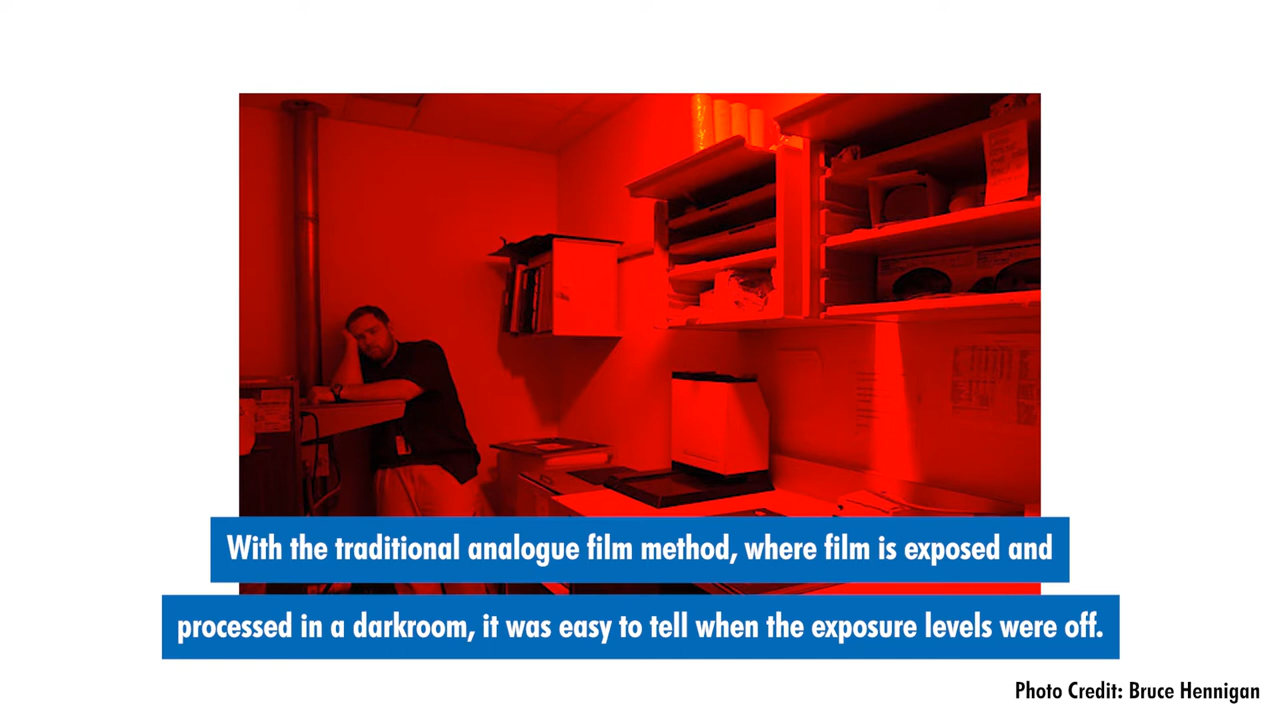 With the traditional analogue film method, where film is exposed and
processed in a darkroom, it was easy to tell when the exposure levels were off.
Photo Credit: Bruce Hennigan